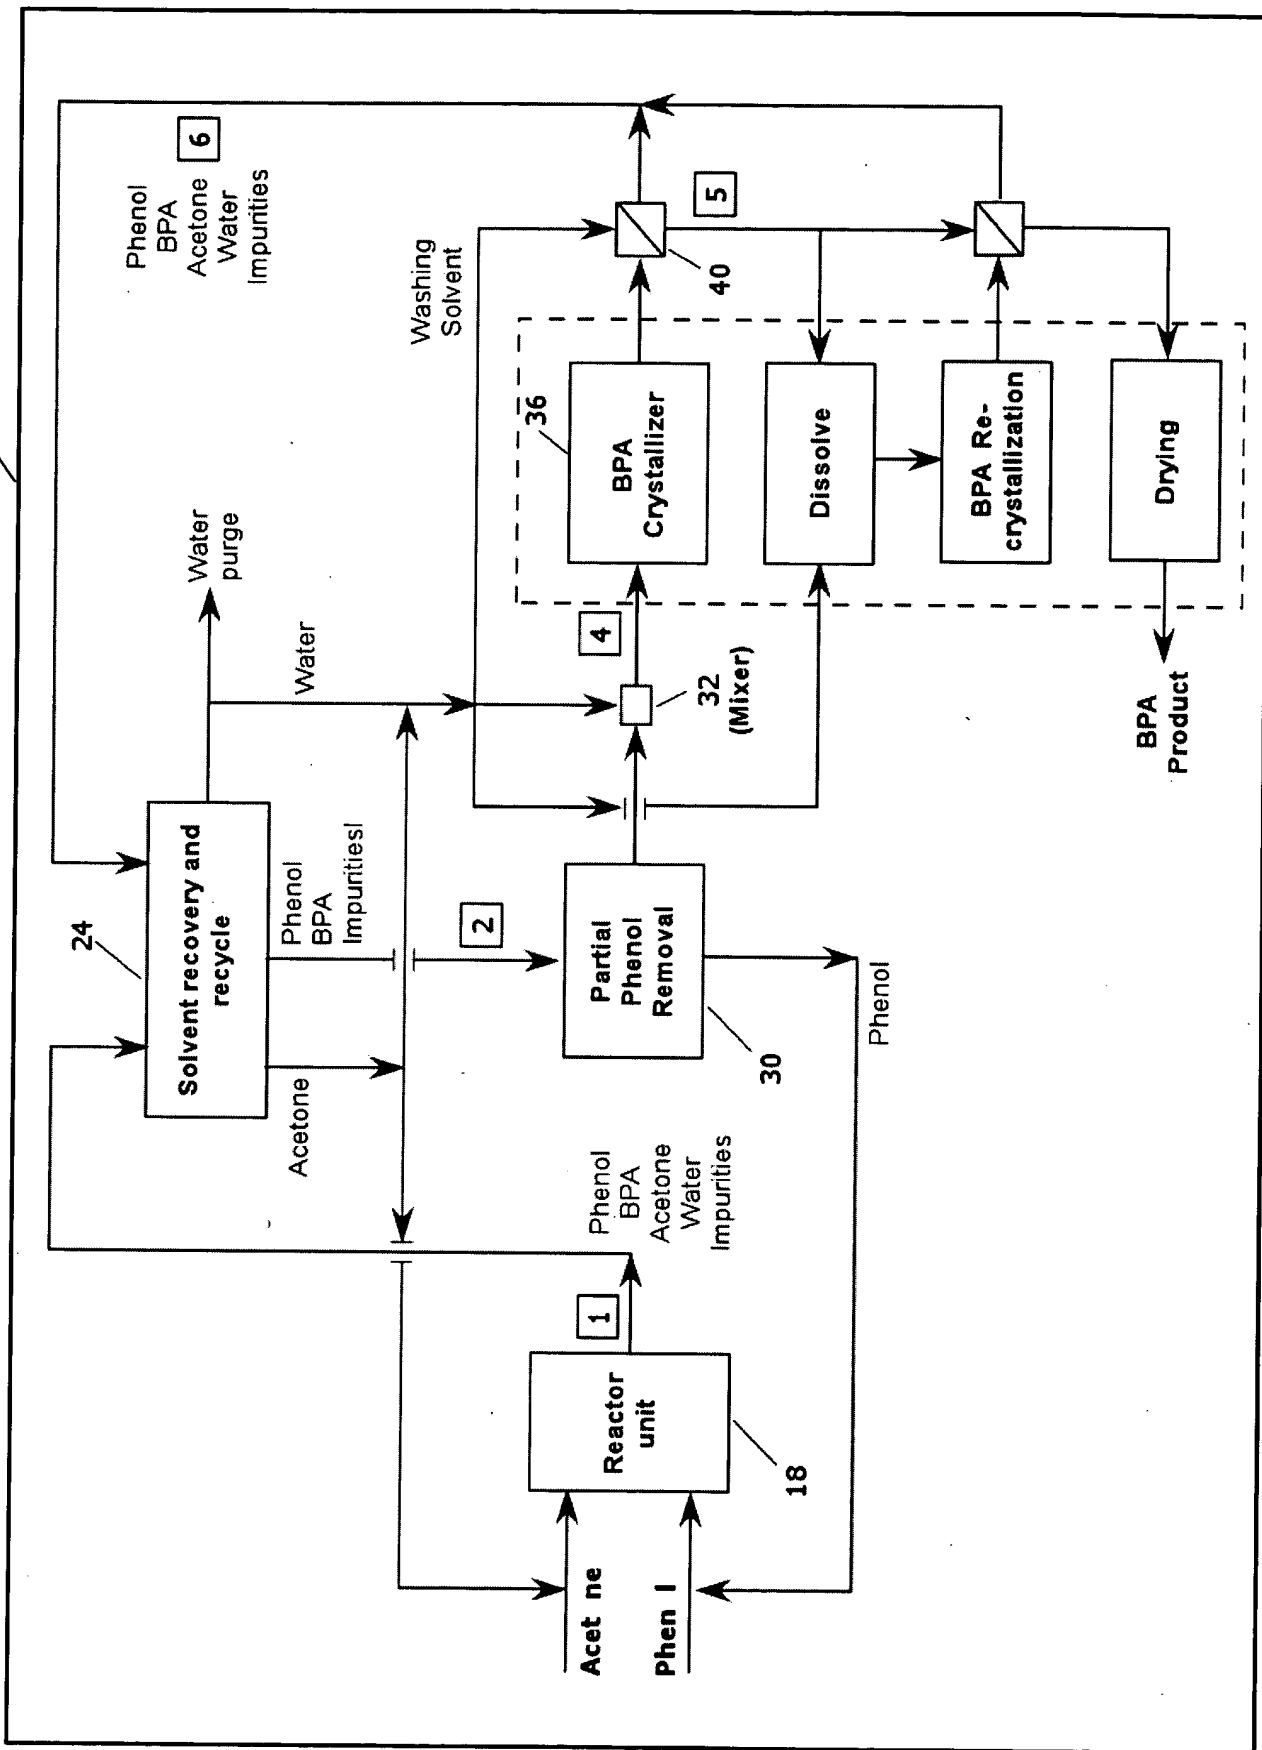 Phenol
BPA
Acetone
Water
Impurities
6
Water
purge
Washing
Solvent
24
Solvent recovery and
recycle
Water
Phenol
BPA
Impurities|
Acetone
2
5
40
36
BPA
Crystallizer
4
32
(Mixer)
Partial
Phenol
Removal
30
Phenol
Phenol
BPA
Acetone
Water
Impurities
1
Reactor
unit
18
Acet ne
Phen l
Dissolve
BPA Re-
crystallization
Drying
BPA
Product